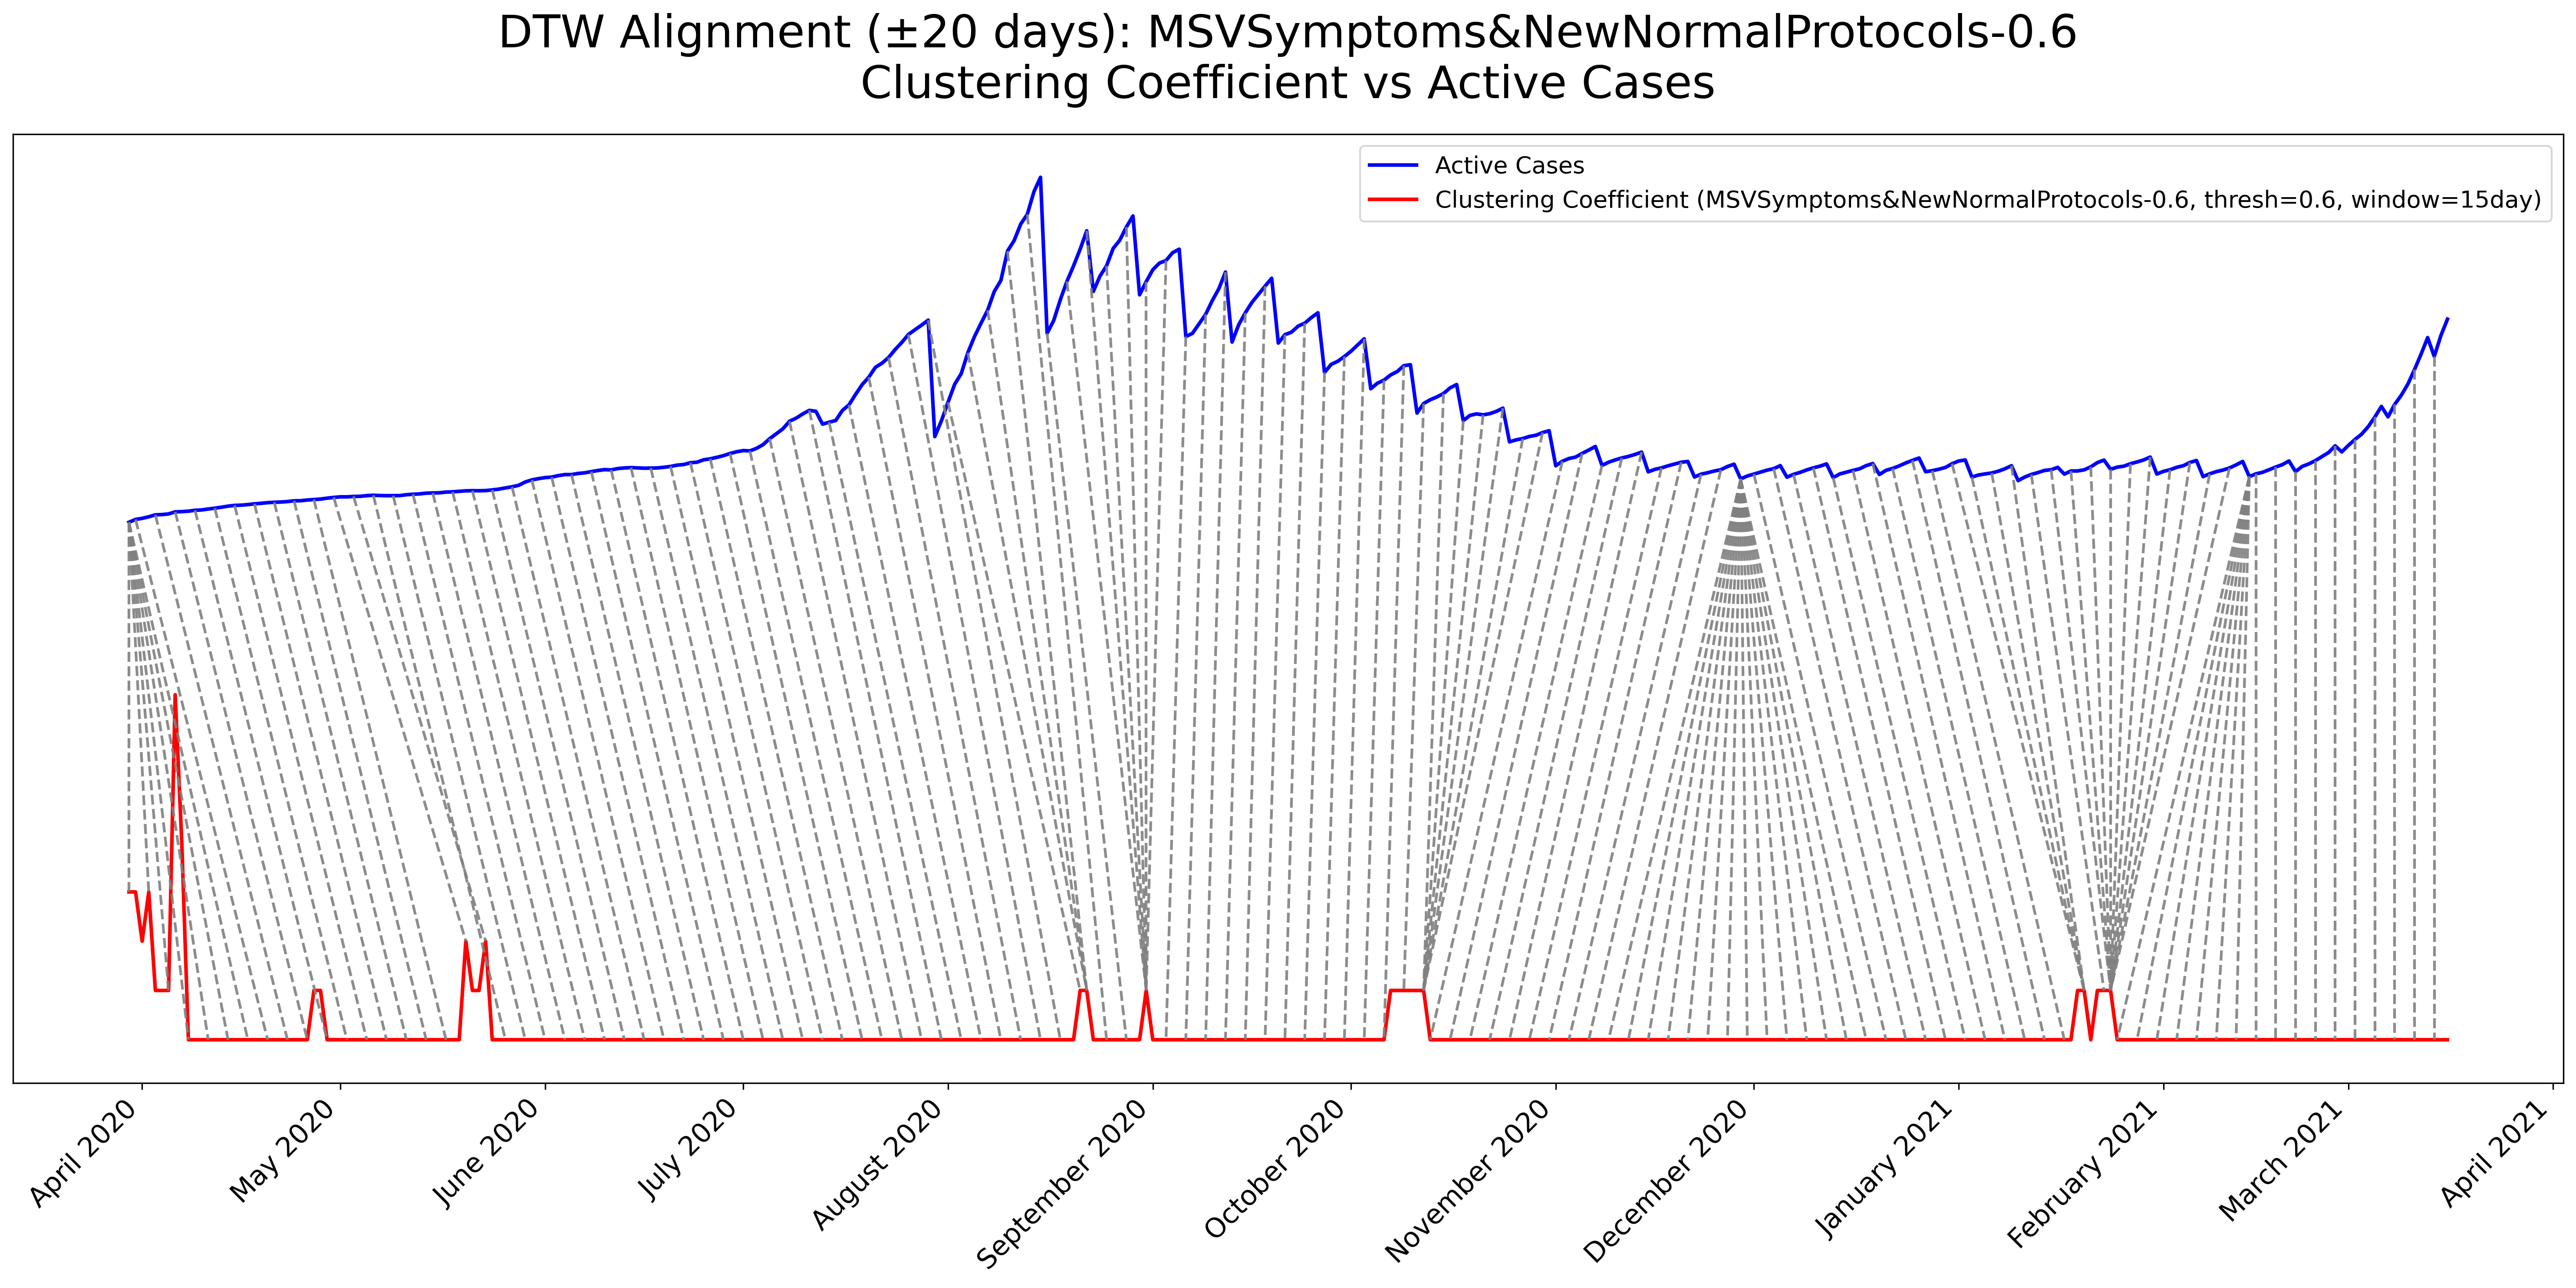 DTW Alignment (±20 days): MSVSymptoms&NewNormalProtocols-0.6
Clustering Coefficient vs Active Cases
Active Cases
Clustering Coefficient (MSVSymptoms&NewNormalProtocols-0.6, thresh=0.6, window=15day)
April 2020
May 2020
June 2020
July 2020
August 2020
September 2020
October 2020
November 2020
December 2020
January 2021
February 2021
March 2021
April 2021